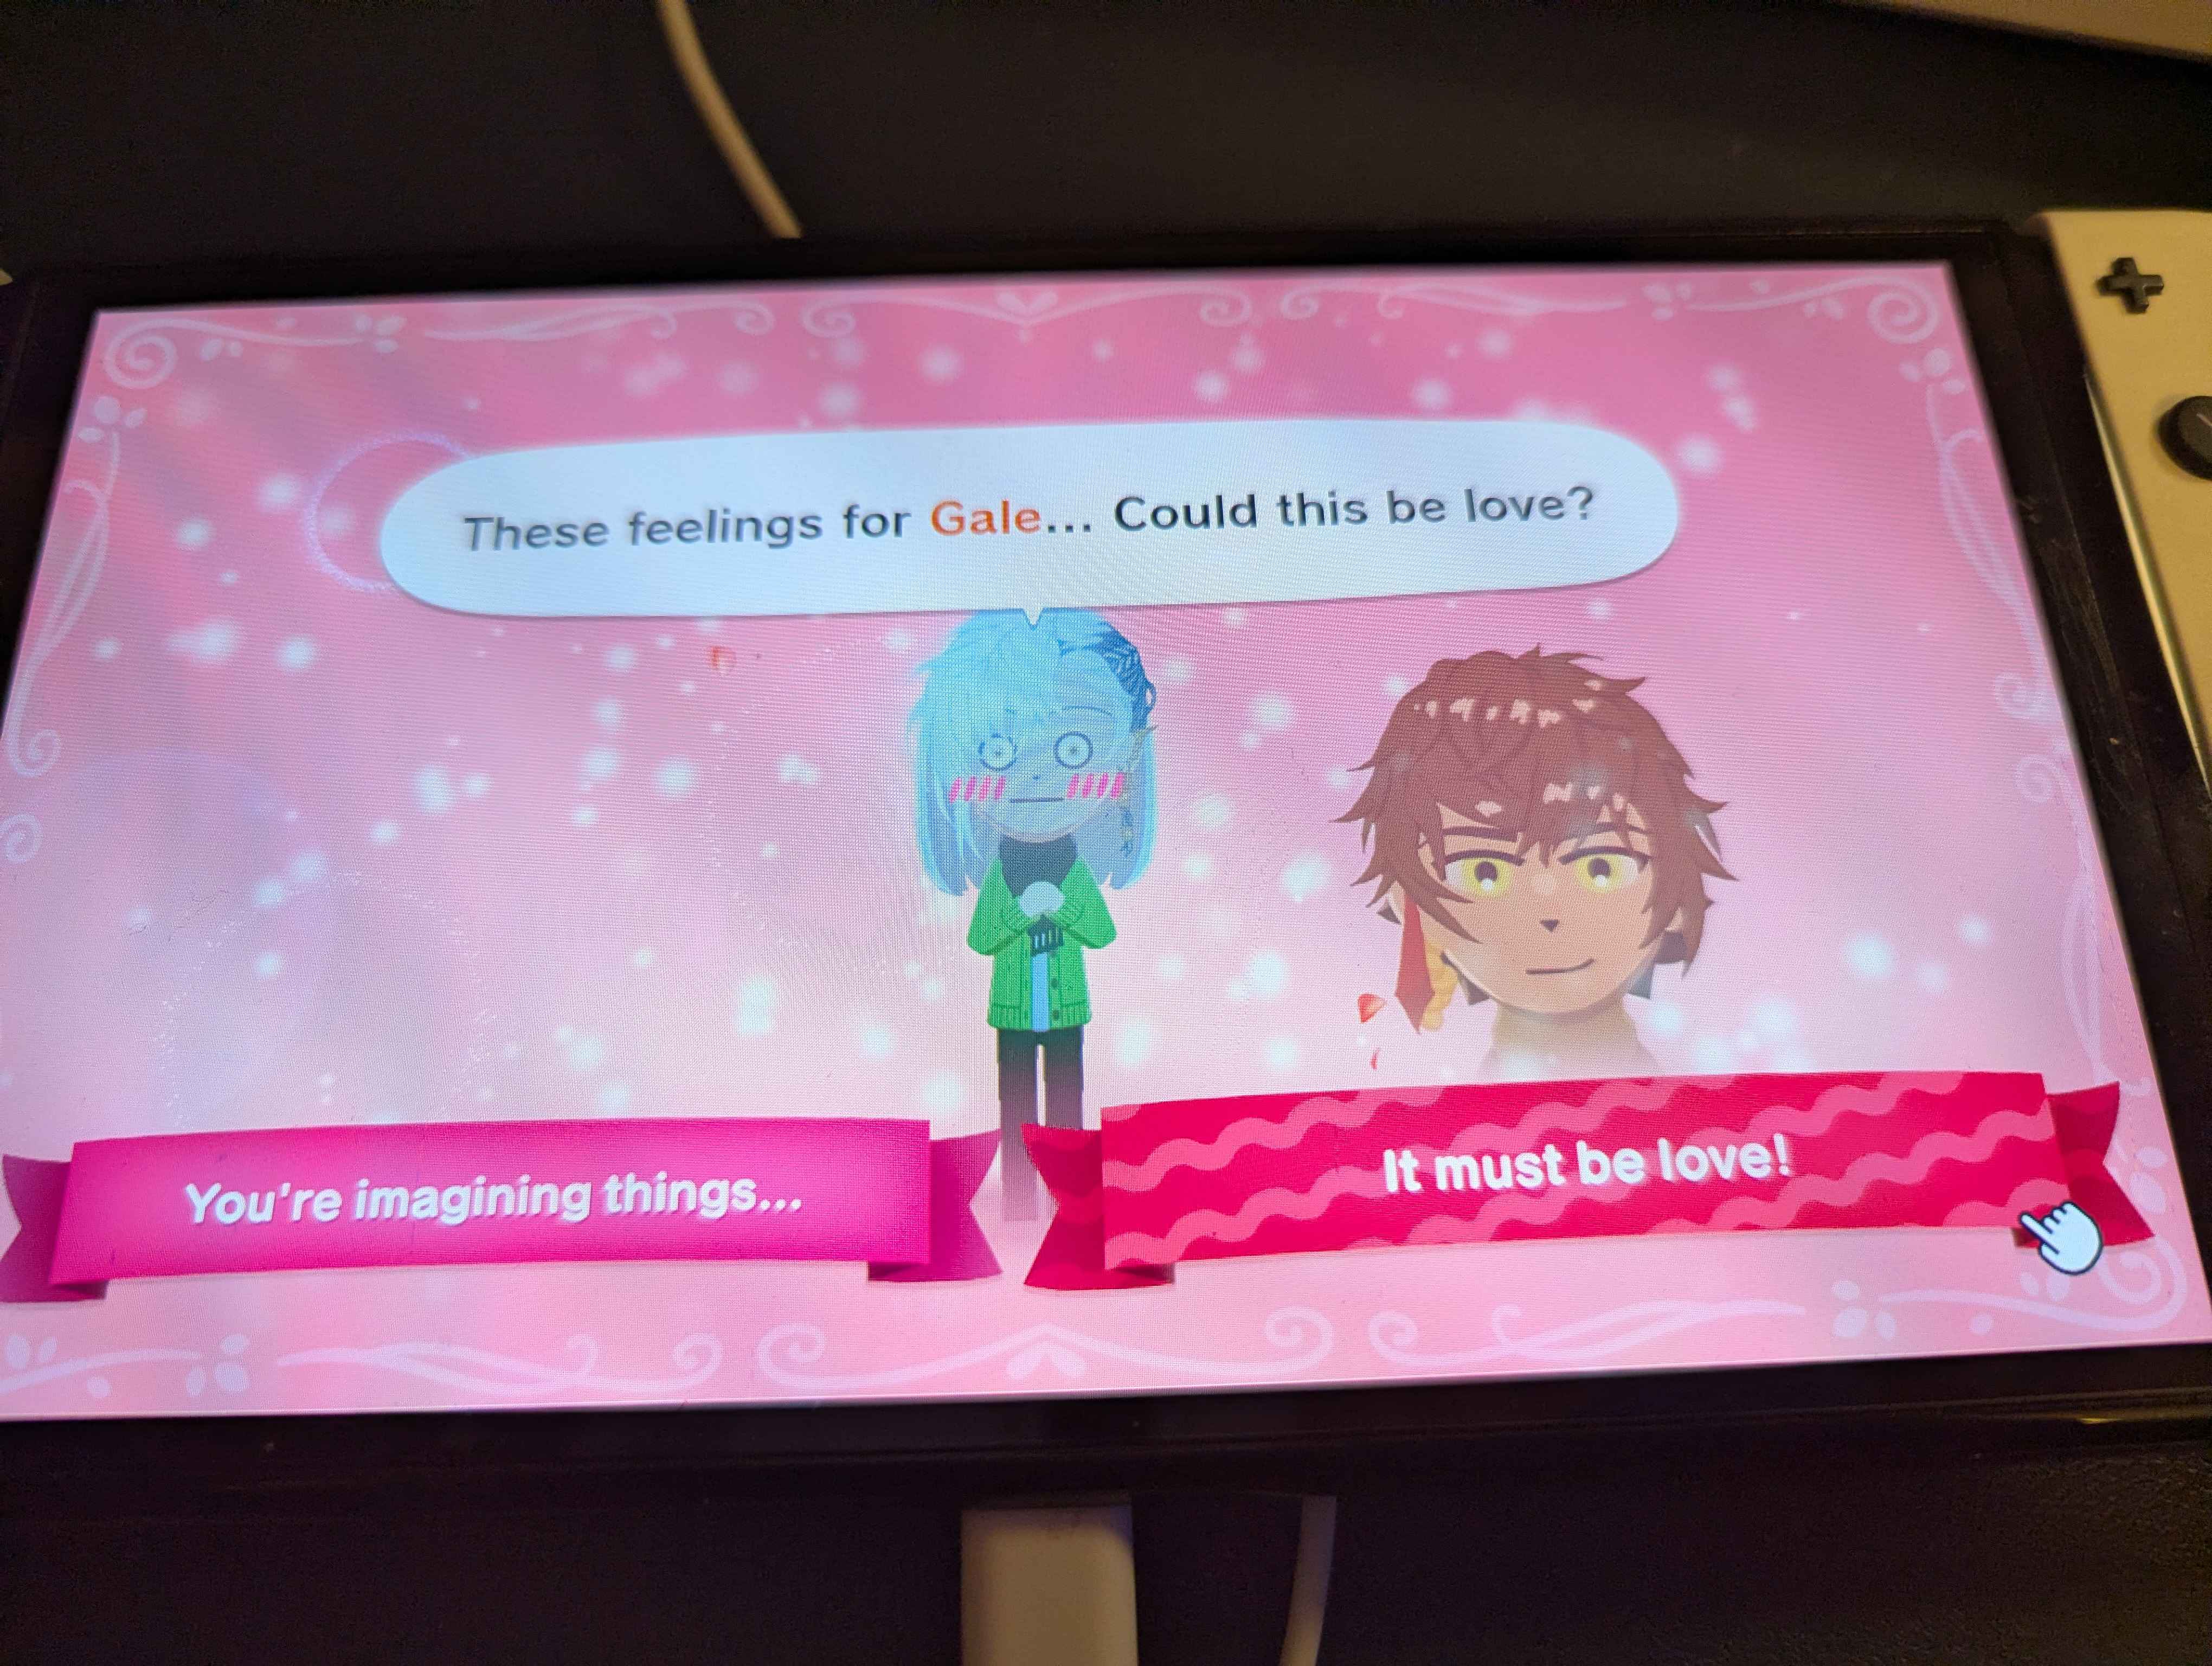 These feelings for Gale... Could this be love?
You're imagining things...
It must be love!